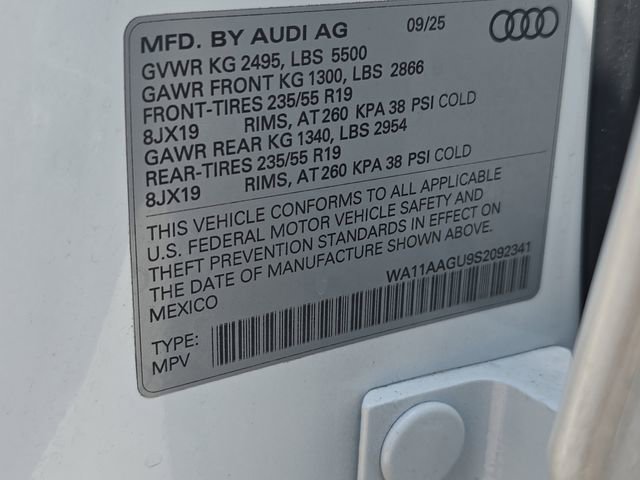 MFD. BY AUDI AG 09/25
GVWR KG 2495, LBS 5500
GAWR FRONT KG 1300, LBS 2866
FRONT-TIRES 235/55 R19
8JX19 RIMS, AT 260 KPA 38 PSI COLD
GAWR REAR KG 1340, LBS 2954
REAR-TIRES 235/55 R19
8JX19 RIMS, AT 260 KPA 38 PSI COLD
THIS VEHICLE CONFORMS TO ALL APPLICABLE
U.S. FEDERAL MOTOR VEHICLE SAFETY AND
THEFT PREVENTION STANDARDS IN EFFECT ON
THE DATE OF MANUFACTURE SHOWN ABOVE.
MEXICO WA11AAGU9S2092341
TYPE:
MPV